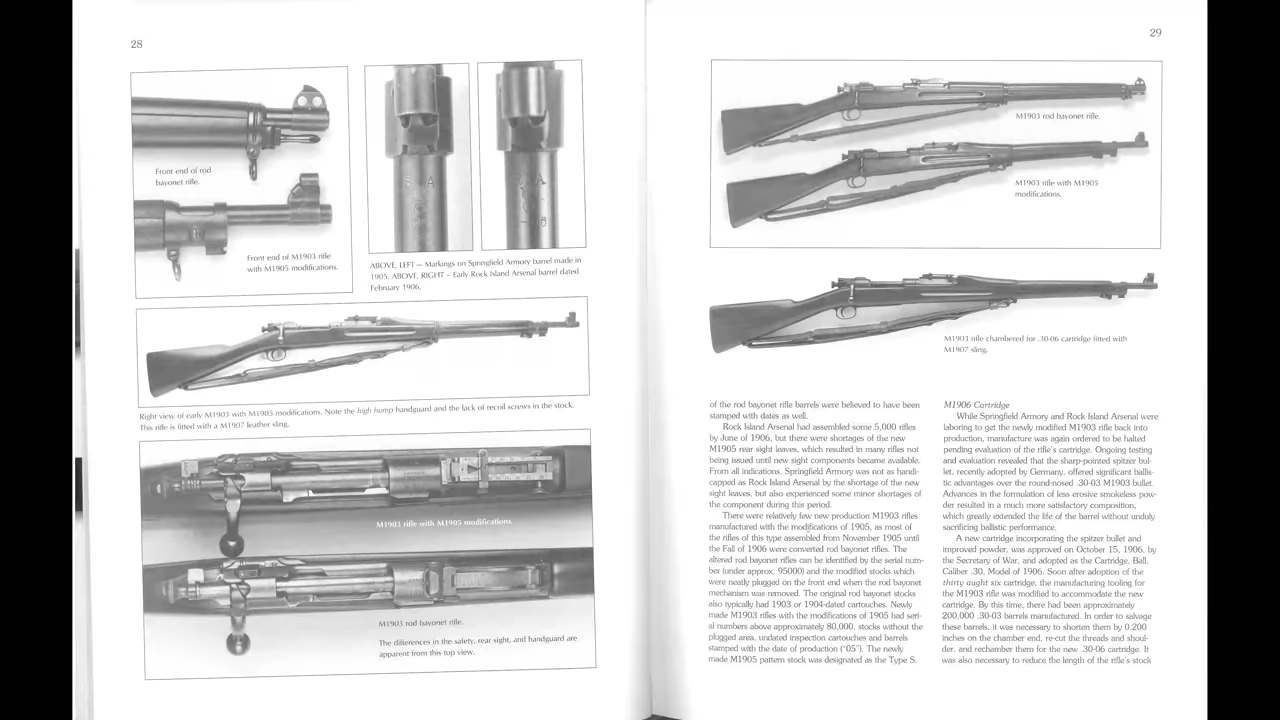 28
Front end of rod
bayonet rifle.
Front end of M1903 rifle
with M1905 modifications.
ABOVE, LEFT — Markings on Springfield Armory barrel made in
1905. ABOVE, RIGHT – Early Rock Island Arsenal barrel dated
February 1906.
Right view of early M1903 with M1905 modifications. Note the high hump handguard and the lack of recoil screws in the stock.
This rifle is fitted with a M1907 leather sling.
M1903 rifle with M1905 modifications.
M1903 rod bayonet rifle.
The differences in the safety, rear sight, and handguard are
apparent from this top view.
29
M1903 rod bayonet rifle.
M1903 rifle with M1905
modifications.
M1903 rifle chambered for .30-06 cartridge fitted with
M1907 sling.
of the rod bayonet rifle barrels were believed to have been
stamped with dates as well.
Rock Island Arsenal had assembled some 5,000 rifles
by June of 1906, but there were shortages of the new
M1905 rear sight leaves, which resulted in many rifles not
being issued until new sight components became available.
From all indications, Springfield Armory was not as handi-
capped as Rock Island Arsenal by the shortage of the new
sight leaves, but also experienced some minor shortages of
the component during this period.
There were relatively few new production M1903 rifles
manufactured with the modifications of 1905, as most of
the rifles of this type assembled from November 1905 until
the Fall of 1906 were converted rod bayonet rifles. The
altered rod bayonet rifles can be identified by the serial num-
ber (under approx. 95000) and the modified stocks which
were neatly plugged on the front end when the rod bayonet
mechanism was removed. The original rod bayonet stocks
also typically had 1903 or 1904-dated cartouches. Newly
made M1903 rifles with the modifications of 1905 had seri-
al numbers above approximately 80,000, stocks without the
plugged area, undated inspection cartouches and barrels
stamped with the date of production ("05"). The newly
made M1905 pattern stock was designated as the Type S.
M1906 Cartridge
While Springfield Armory and Rock Island Arsenal were
laboring to get the newly modified M1903 rifle back into
production, manufacture was again ordered to be halted
pending evaluation of the rifle's cartridge. Ongoing testing
and evaluation revealed that the sharp-pointed spitzer bul-
let, recently adopted by Germany, offered significant ballis-
tic advantages over the round-nosed .30-03 M1903 bullet.
Advances in the formulation of less erosive smokeless pow-
der resulted in a much more satisfactory composition,
which greatly extended the life of the barrel without unduly
sacrificing ballistic performance.
A new cartridge incorporating the spitzer bullet and
improved powder, was approved on October 15, 1906, by
the Secretary of War, and adopted as the Cartridge, Ball,
Caliber .30, Model of 1906. Soon after adoption of the
thirty aught six cartridge, the manufacturing tooling for
the M1903 rifle was modified to accommodate the new
cartridge. By this time, there had been approximately
200,000 .30-03 barrels manufactured. In order to salvage
these barrels, it was necessary to shorten them by 0.200
inches on the chamber end, re-cut the threads and shoul-
der, and rechamber them for the new .30-06 cartridge. It
was also necessary to reduce the length of the rifle's stock